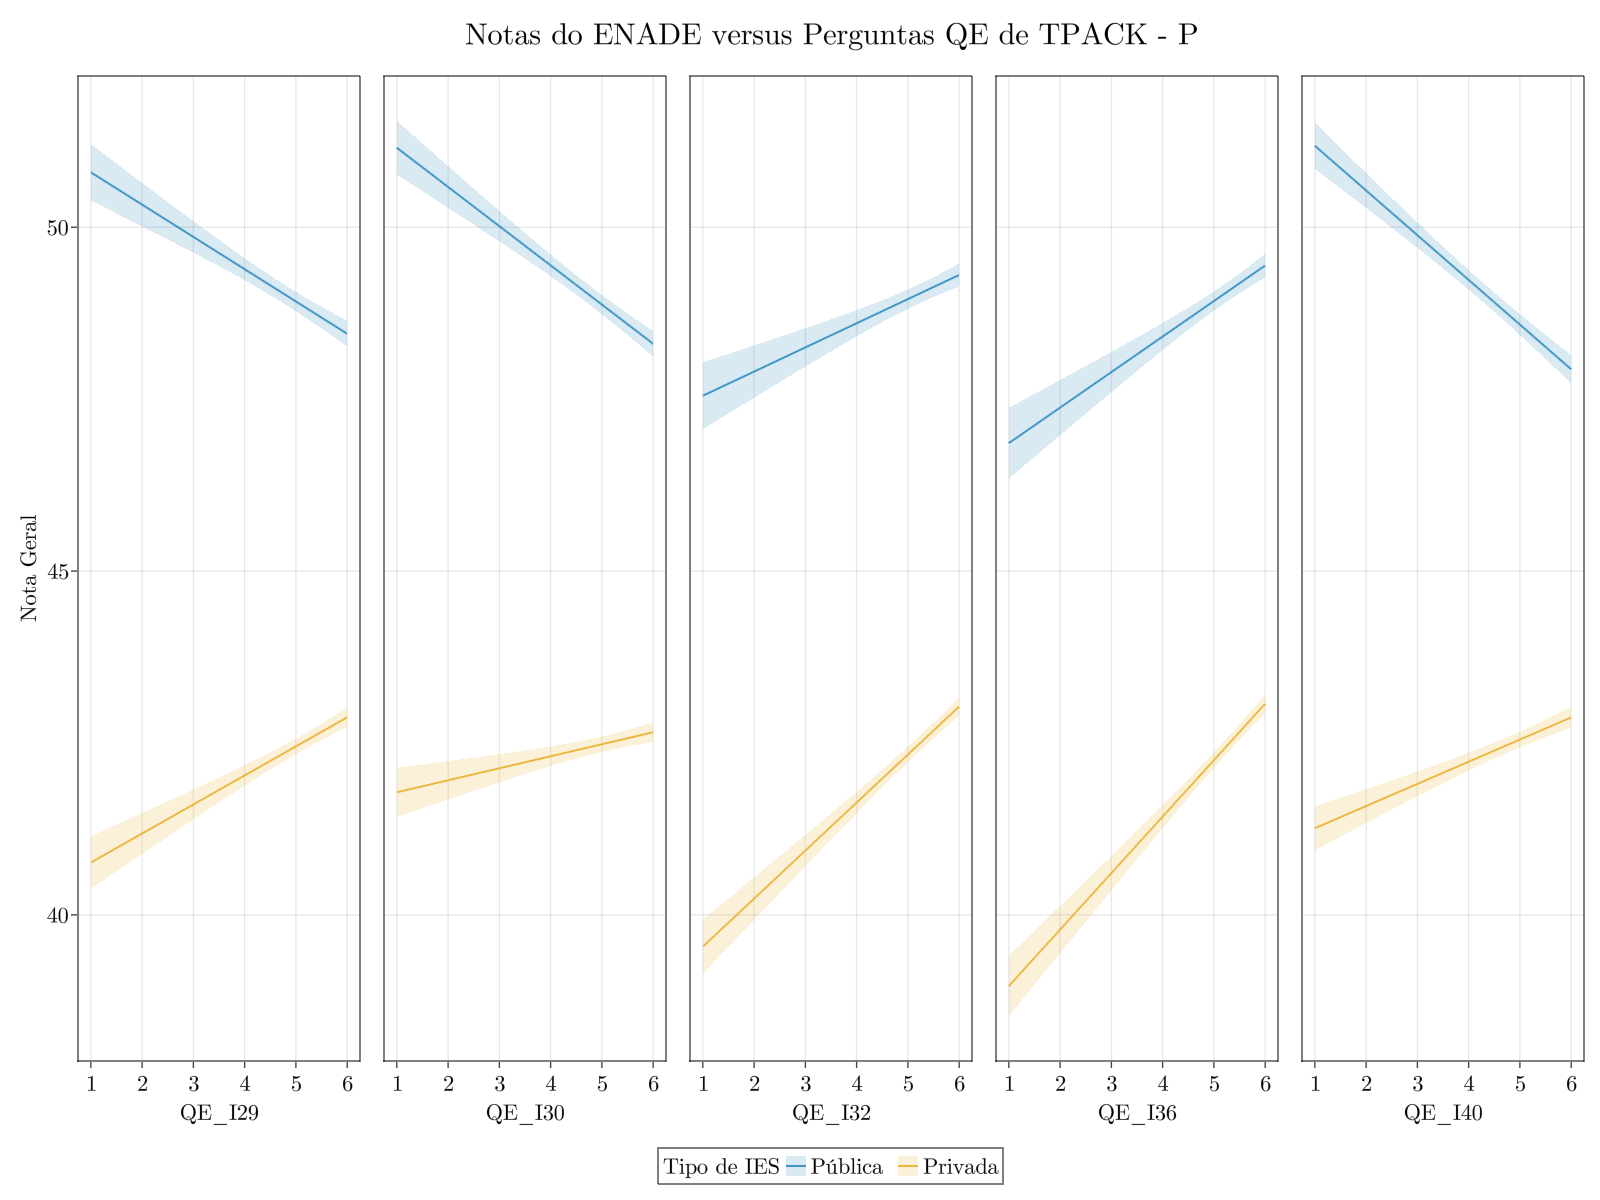 Notas do ENADE versus Perguntas QE de TPACK - P
Nota Geral
50
45
40
1 2 3 4 5 6
QE_I29
1 2 3 4 5 6
QE_I30
1 2 3 4 5 6
QE_I32
1 2 3 4 5 6
QE_I36
1 2 3 4 5 6
QE_I40
Tipo de IES Pública Privada